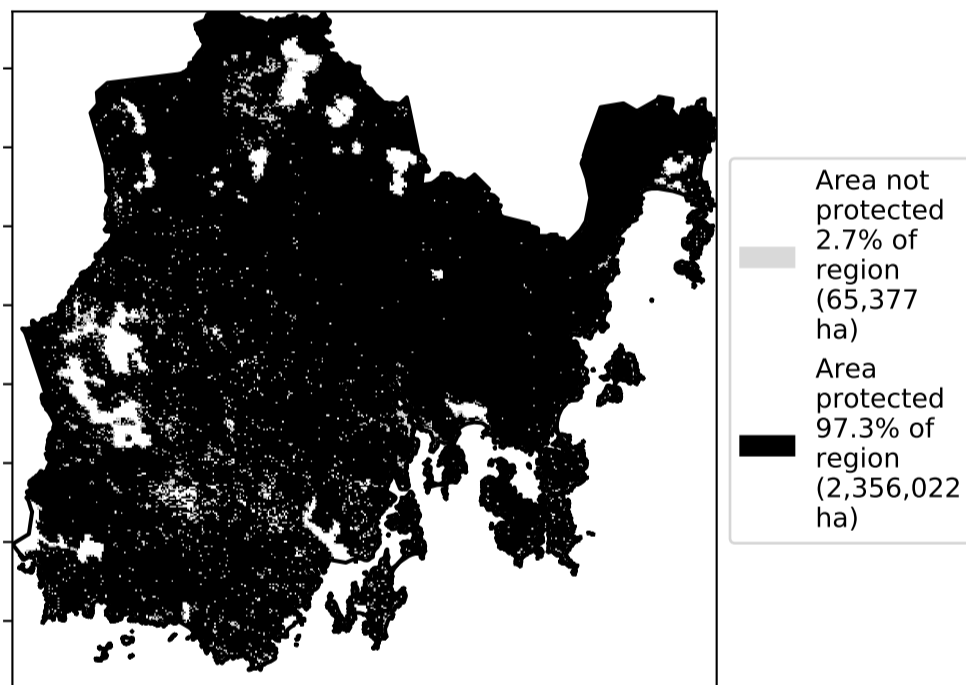 Area not
protected
2.7% of
region
(65,377
ha)
Area
protected
97.3% of
region
(2,356,022
ha)